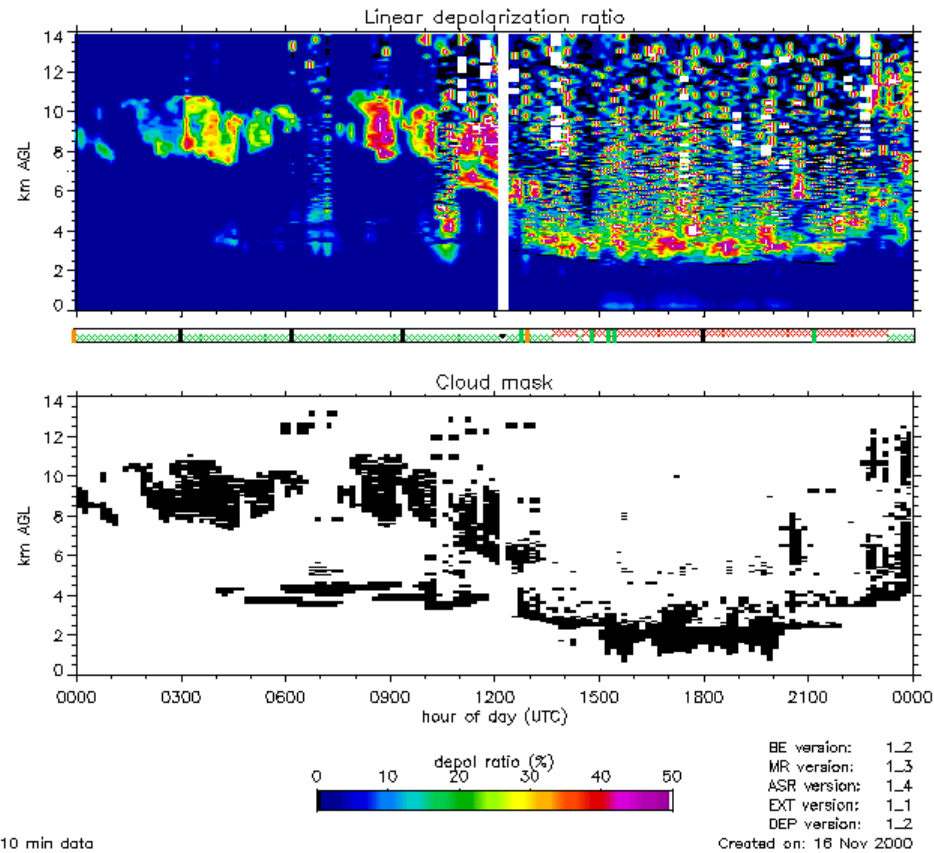 Linear depolarization ratio
14
12
10
8
6
4
2
0
km AGL
Cloud mask
14
12
10
8
6
4
2
0
km AGL
0000 0300 0600 0900 1200 1500 1800 2100 0000
hour of day (UTC)
depol ratio (%)
0 10 20 30 40 50
BE version: 1_2
MR version: 1_3
ASR version: 1_4
EXT version: 1_1
DEP version: 1_2
10 min data
Created on: 16 Nov 2000